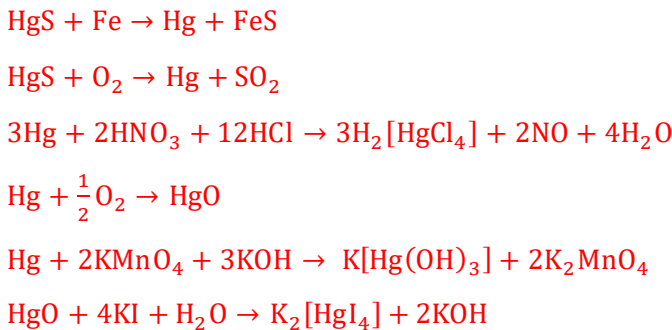 HgS + Fe → Hg + FeS
HgS + O₂ → Hg + SO₂
3Hg + 2HNO₃ + 12HCl → 3H₂[HgCl₄] + 2NO + 4H₂O
Hg + ½O₂ → HgO
Hg + 2KMnO₄ + 3KOH → K[Hg(OH)₃] + 2K₂MnO₄
HgO + 4KI + H₂O → K₂[HgI₄] + 2KOH